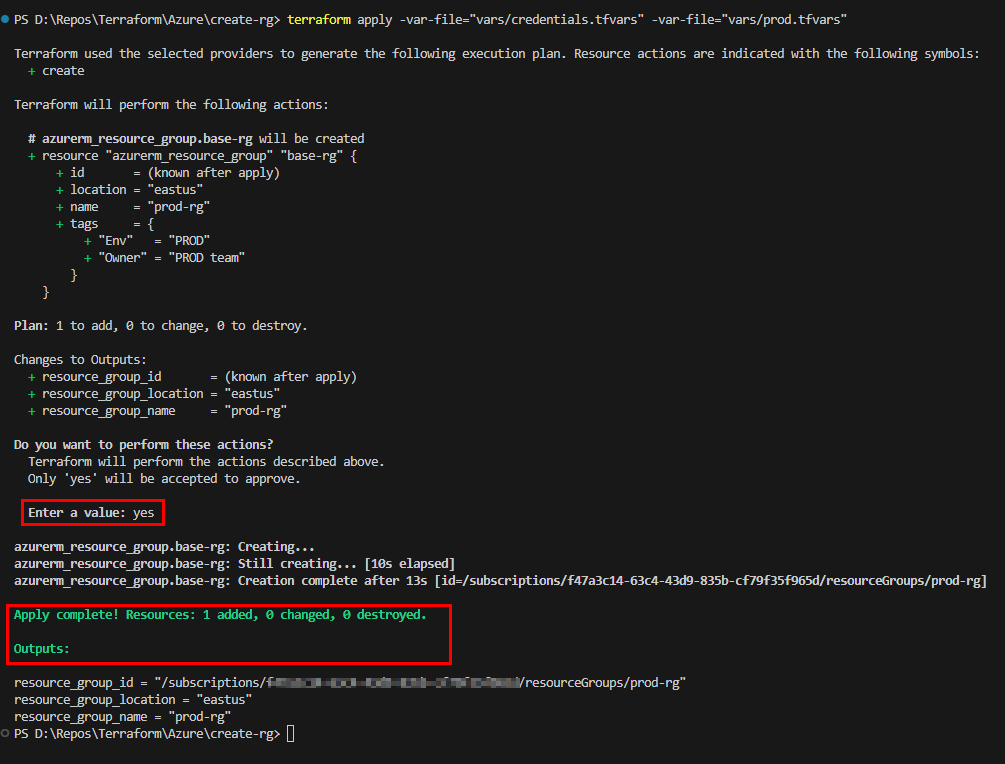 PS D:\Repos\Terraform\Azure\create-rg> terraform apply -var-file="vars/credentials.tfvars" -var-file="vars/prod.tfvars"
Terraform used the selected providers to generate the following execution plan. Resource actions are indicated with the following symbols:
+ create
Terraform will perform the following actions:
# azurerm_resource_group.base-rg will be created
+ resource "azurerm_resource_group" "base-rg" {
+ id       = (known after apply)
+ location = "eastus"
+ name     = "prod-rg"
+ tags     = {
+ "Env"   = "PROD"
+ "Owner" = "PROD team"
}
}
Plan: 1 to add, 0 to change, 0 to destroy.
Changes to Outputs:
+ resource_group_id       = (known after apply)
+ resource_group_location = "eastus"
+ resource_group_name     = "prod-rg"
Do you want to perform these actions?
Terraform will perform the actions described above.
Only 'yes' will be accepted to approve.
Enter a value: yes
azurerm_resource_group.base-rg: Creating...
azurerm_resource_group.base-rg: Still creating... [10s elapsed]
azurerm_resource_group.base-rg: Creation complete after 13s [id=/subscriptions/f47a3c14-63c4-43d9-835b-cf79f35f965d/resourceGroups/prod-rg]
Apply complete! Resources: 1 added, 0 changed, 0 destroyed.
Outputs:
resource_group_id = "/subscriptions/ /resourceGroups/prod-rg"
resource_group_location = "eastus"
resource_group_name = "prod-rg"
PS D:\Repos\Terraform\Azure\create-rg>